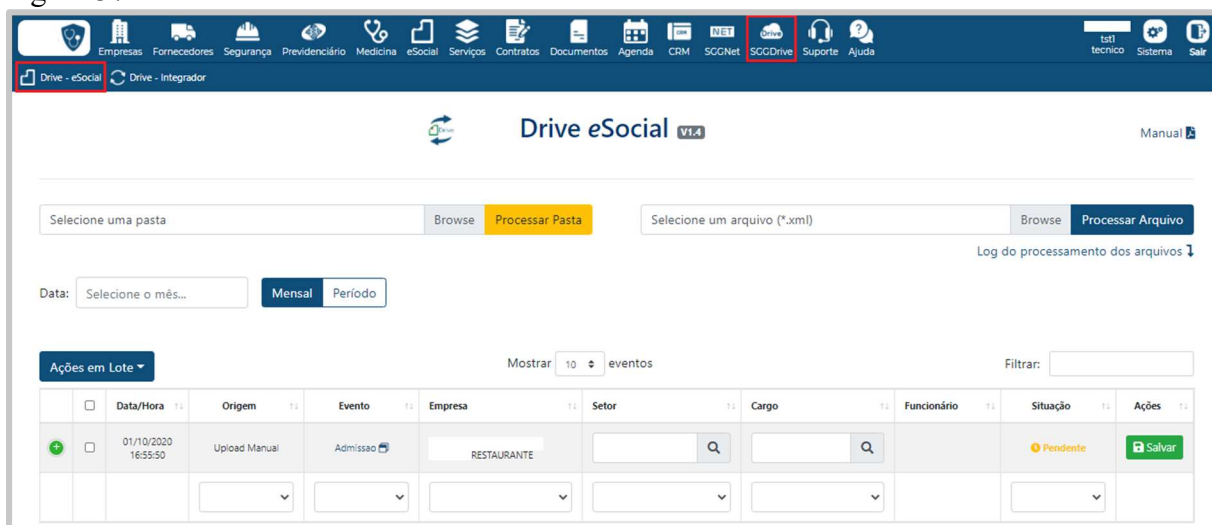 Empresas Fornecedores Segurança Previdenciário Medicina eSocial Serviços Contratos Documentos Agenda CRM SGGNet SGGDrive Suporte Ajuda
tst1
tecnico Sistema Sair
Drive - eSocial Drive - Integrador
Drive eSocial V1.4
Manual
Selecione uma pasta Browse Processar Pasta Selecione um arquivo (*.xml) Browse Processar Arquivo
Log do processamento dos arquivos
Data: Selecione o mês... Mensal Período
Ações em Lote Mostrar 10 eventos Filtrar:
Data/Hora Origem Evento Empresa Setor Cargo Funcionário Situação Ações
01/10/2020
16:55:50 Upload Manual Admissao RESTAURANTE Pendente Salvar